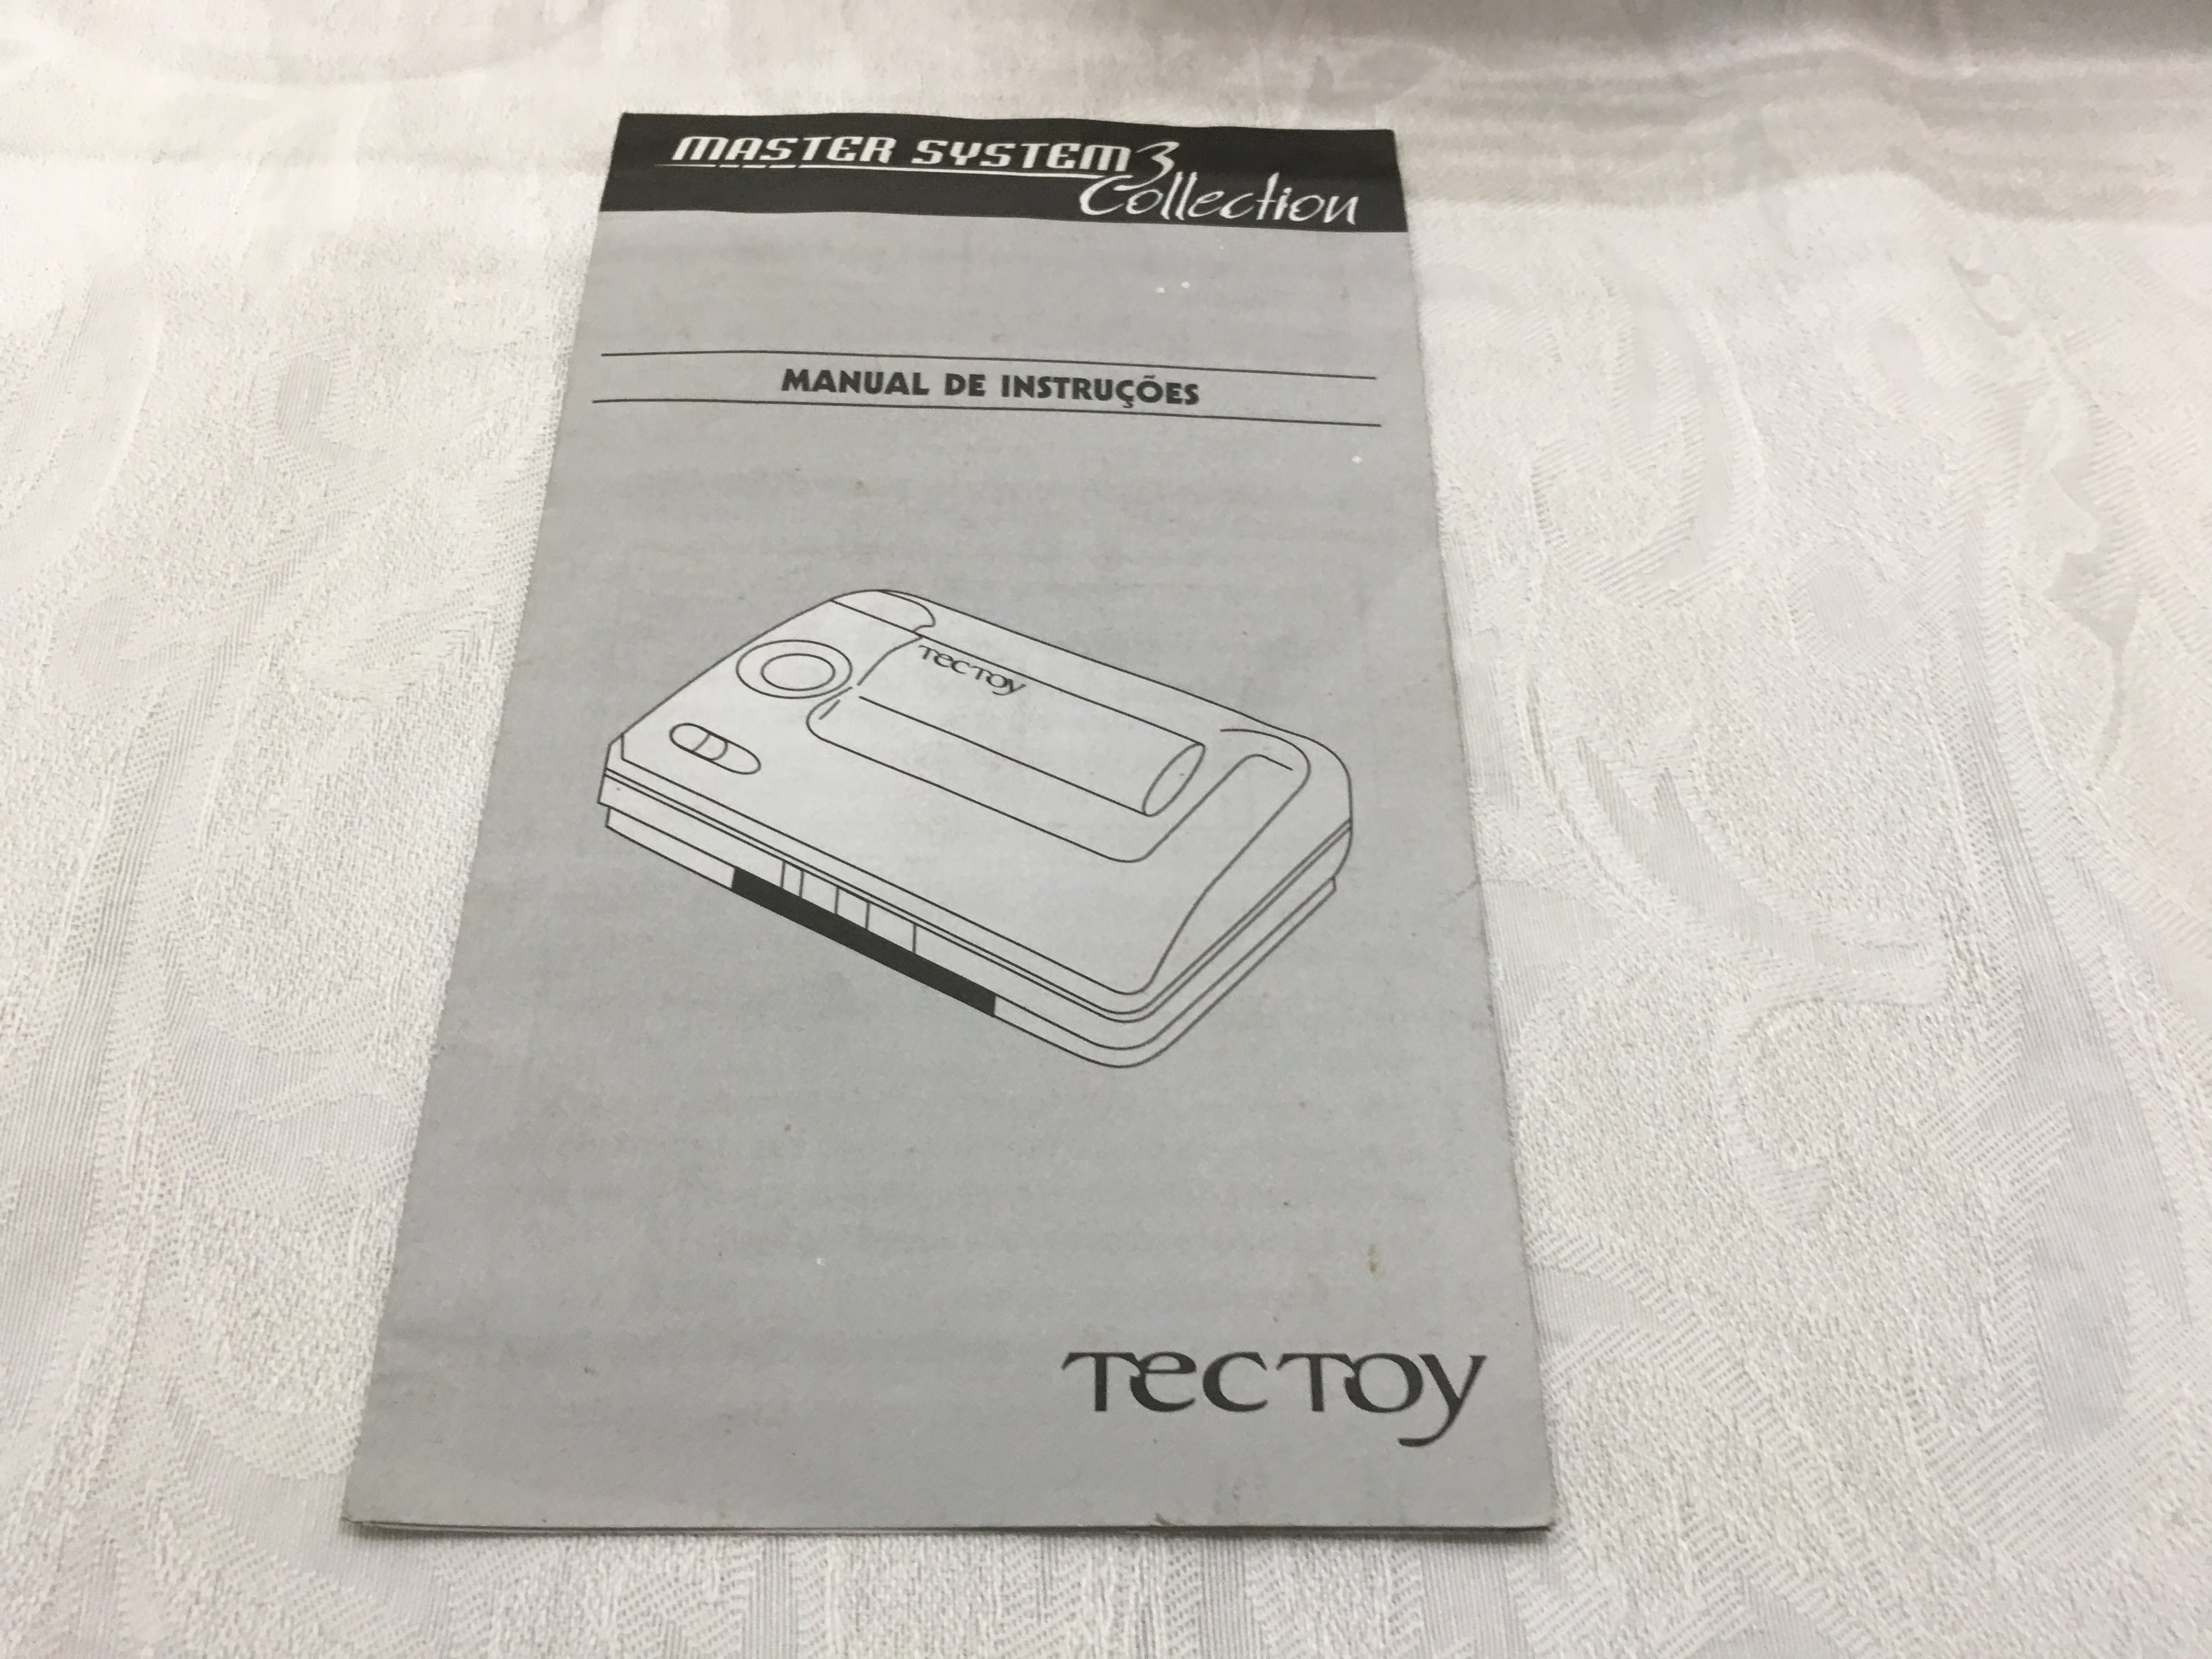 MASTER SYSTEM 3
Collection
MANUAL DE INSTRUÇÕES
TECTOY
TECTOY